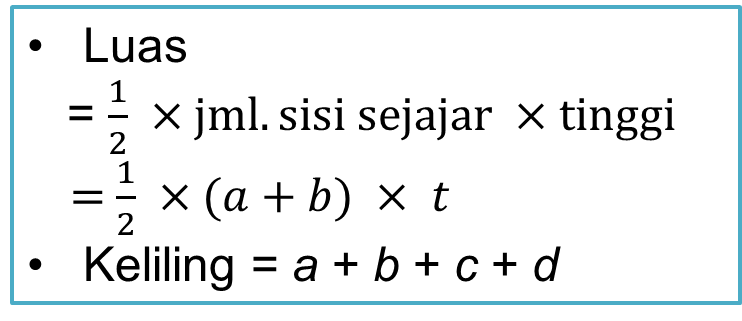 • Luas
= 1/2 × jml. sisi sejajar × tinggi
= 1/2 × (a + b) × t
• Keliling = a + b + c + d